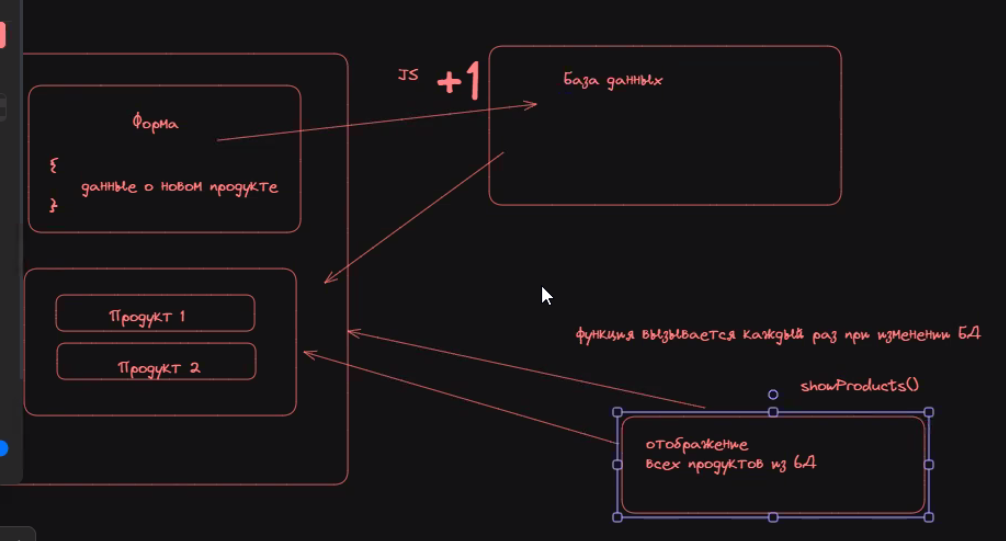 JS +1
База данных
Форма
{
данные о новом продукте
}
Продукт 1
Продукт 2
функция вызывается каждый раз при изменении БД
showProducts()
отображение
всех продуктов из БД